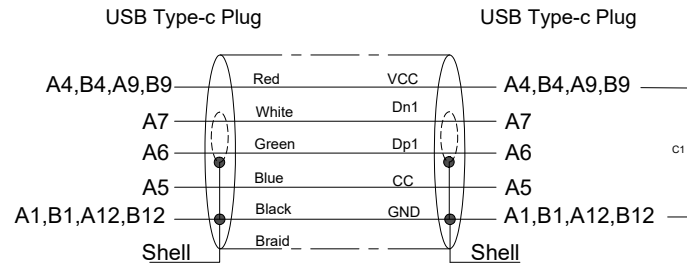 USB Type-c Plug USB Type-c Plug
A4,B4,A9,B9 Red VCC A4,B4,A9,B9
A7 White Dn1 A7
A6 Green Dp1 A6 C1
A5 Blue CC A5
A1,B1,A12,B12 Black GND A1,B1,A12,B12
Shell Braid Shell